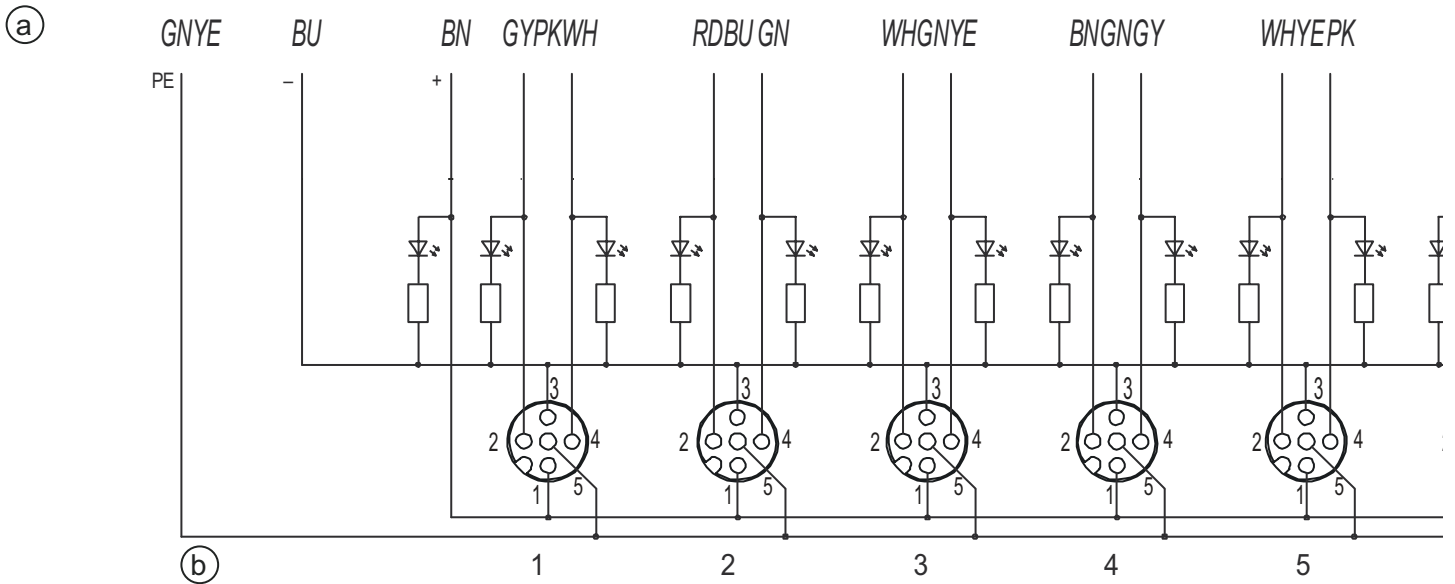 a
GNYE BU BN GYPKWH RDBU GN WHGNYE BNGNGY WHYEPK
PE – +
3 3 3 3 3
2 4 2 4 2 4 2 4 2 4
1 5 1 5 1 5 1 5 1 5
b 1 2 3 4 5